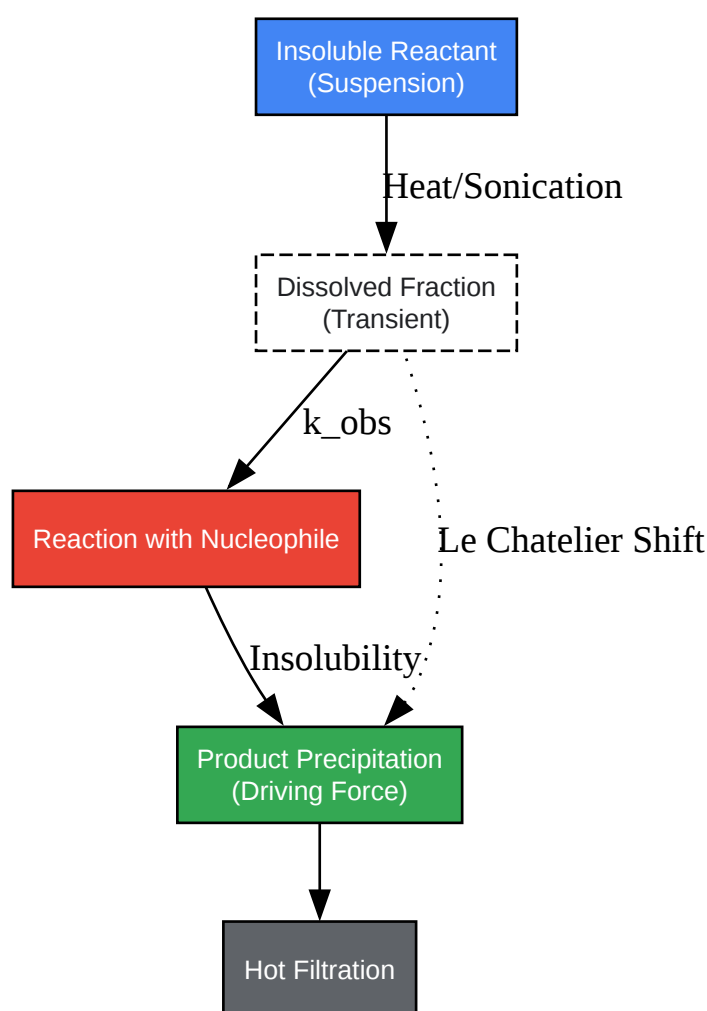 Insoluble Reactant
(Suspension)
Heat/Sonication
Dissolved Fraction
(Transient)
k_obs
Reaction with Nucleophile
Le Chatelier Shift
Insolubility
Product Precipitation
(Driving Force)
Hot Filtration